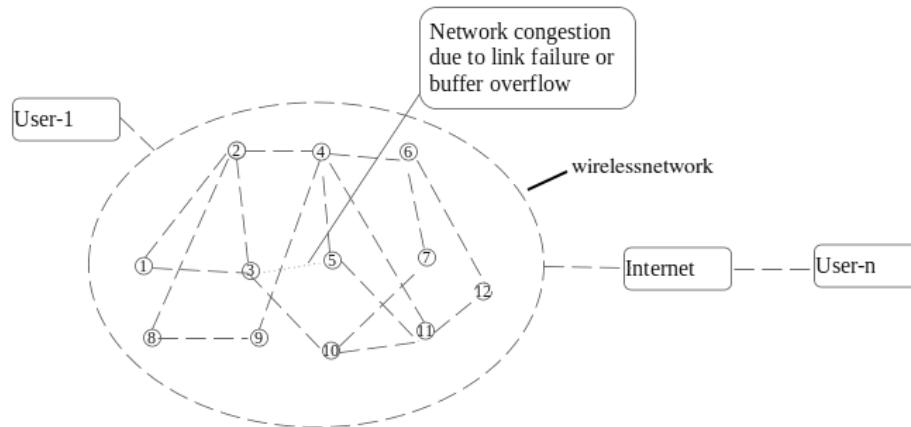 Network congestion
due to link failure or
buffer overflow
User-1
2
4
6
wirelessnetwork
1
3
5
7
12
Internet
User-n
8
9
10
11